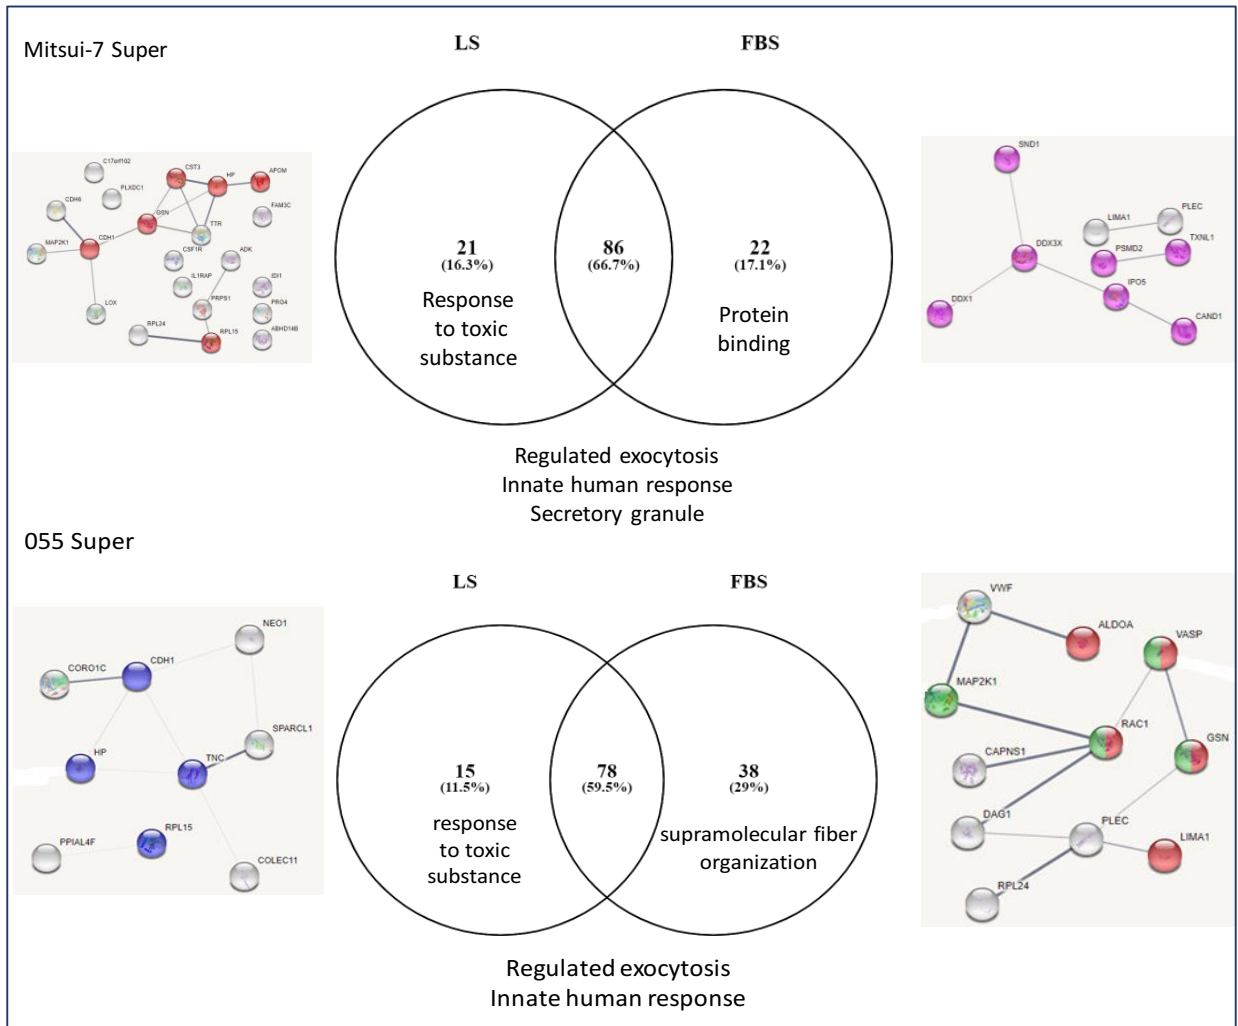 Mitsui-7 Super
LS
FBS
C17orf102
PLXDC1
CST3
HP
APOM
CDH6
GSN
TTR
FAM3C
MAP2K1
CDH1
CSF1R
ADK
IL1RAP
IDI1
LOX
PRPS1
PRG4
RPL24
RPL15
ABHD14B
21
(16.3%)
Response
to toxic
substance
86
(66.7%)
22
(17.1%)
Protein
binding
SND1
LIMA1
PLEC
DDX3X
PSMD2
TXNL1
IPO5
DDX1
CAND1
Regulated exocytosis
Innate human response
Secretory granule
055 Super
LS
FBS
NEO1
CORO1C
CDH1
SPARCL1
HP
TNC
PPIAL4F
RPL15
COLEC11
15
(11.5%)
response
to toxic
substance
78
(59.5%)
38
(29%)
supramolecular fiber
organization
VWF
ALDOA
VASP
MAP2K1
RAC1
GSN
CAPNS1
DAG1
PLEC
LIMA1
RPL24
Regulated exocytosis
Innate human response